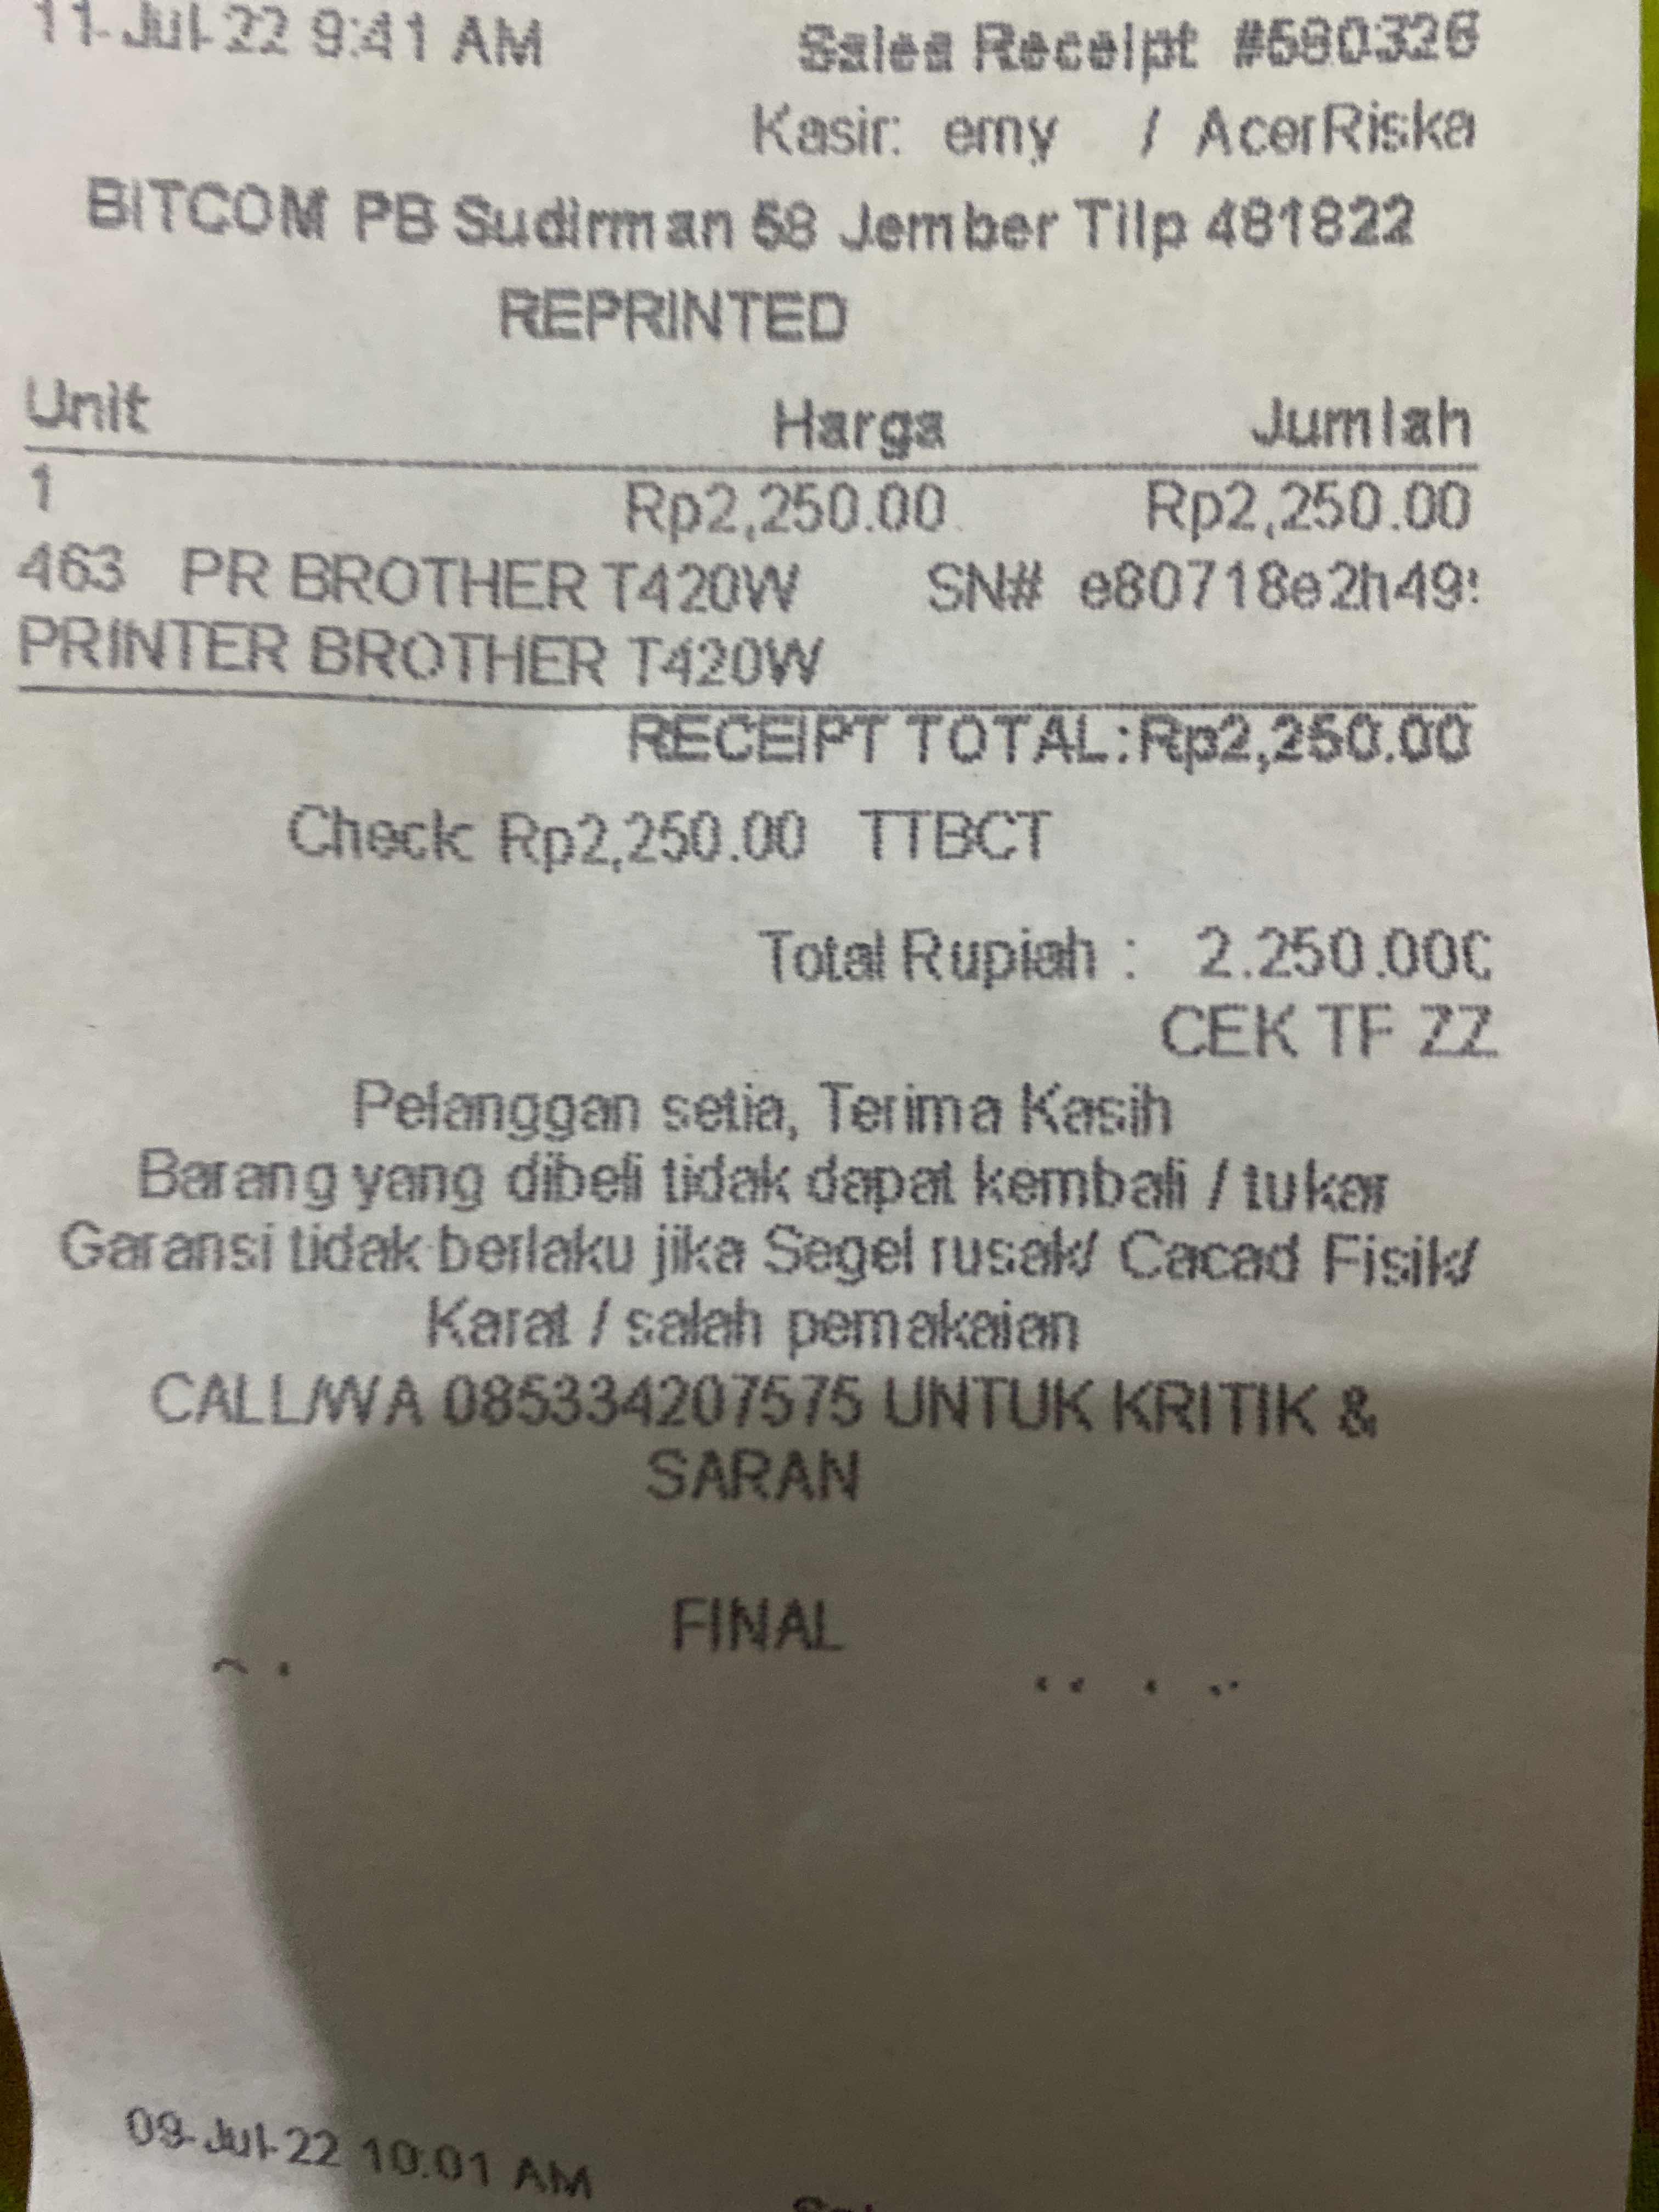 11-Jul-22 9:41 AM Sales Receipt #580326
Kasir: emy / AcerRiska
BITCOM PB Sudirman 58 Jember Tilp 481822
REPRINTED
Unit Harga Jumlah
1 Rp2,250.00 Rp2,250.00
463 PR BROTHER T420W SN# e80718e2h49
PRINTER BROTHER T420W
RECEIPT TOTAL: Rp2,250.00
Check Rp2,250.00 TTBCT
Total Rupiah : 2.250.000
CEK TF ZZ
Pelanggan setia, Terima Kasih
Barang yang dibeli tidak dapat kembali / tukar
Garansi tidak berlaku jika Segel rusak/ Cacad Fisik/
Karat / salah pemakaian
CALL/WA 085334207575 UNTUK KRITIK &
SARAN
FINAL
09-Jul-22 10:01 AM